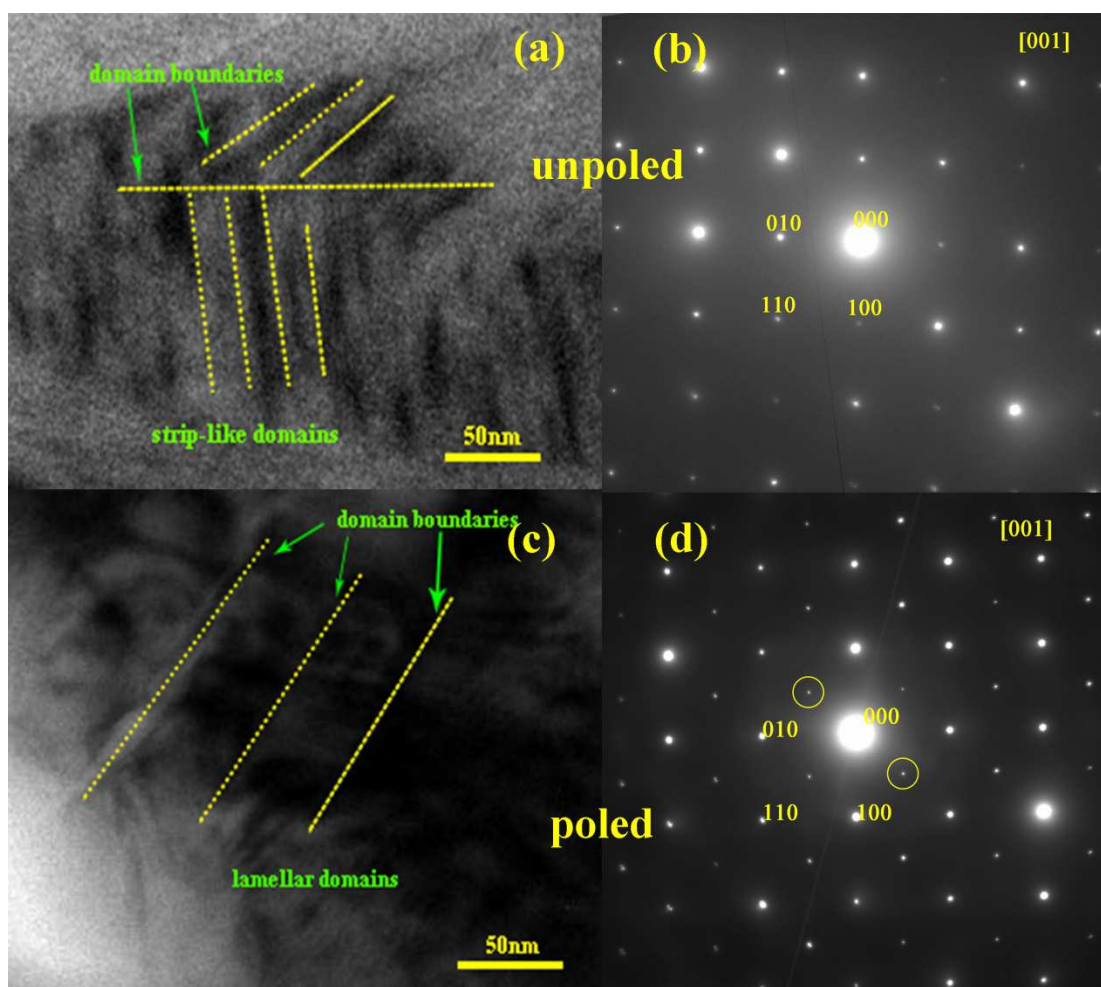 (a)
domain boundaries
strip-like domains
50nm
(b)
[001]
unpoled
010
000
110
100
domain boundaries
(c)
lamellar domains
50nm
(d)
[001]
010
000
110
100
poled